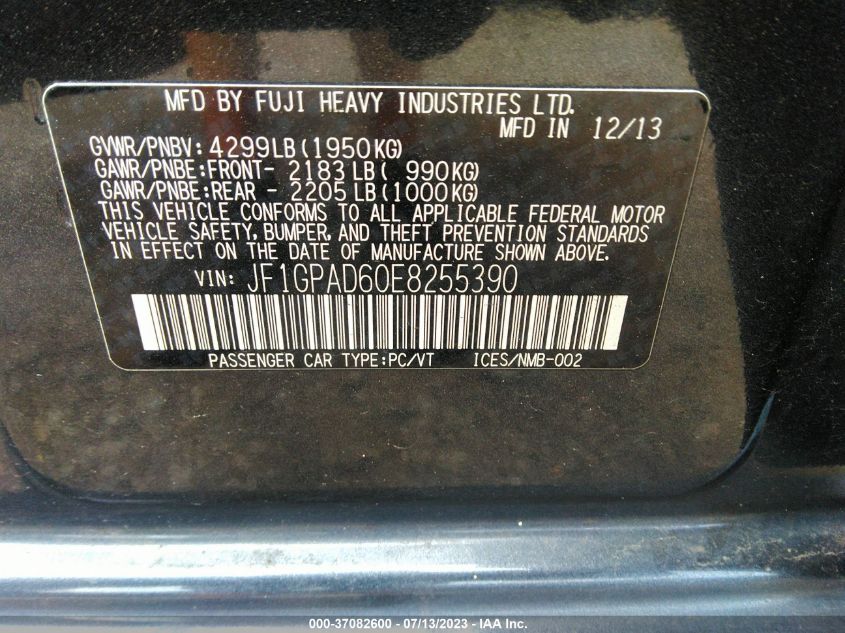 MFD BY FUJI HEAVY INDUSTRIES LTD.
MFD IN 12/13
GVWR/PNBV: 4299LB(1950KG)
GAWR/PNBE:FRONT- 2183LB( 990KG)
GAWR/PNBE:REAR - 2205LB(1000KG)
THIS VEHICLE CONFORMS TO ALL APPLICABLE FEDERAL MOTOR
VEHICLE SAFETY, BUMPER, AND THEFT PREVENTION STANDARDS
IN EFFECT ON THE DATE OF MANUFACTURE SHOWN ABOVE.
VIN: JF1GPAD60E8255390
PASSENGER CAR TYPE:PC/VT ICES/NMB-002
000-37082600 - 07/13/2023 - IAA Inc.